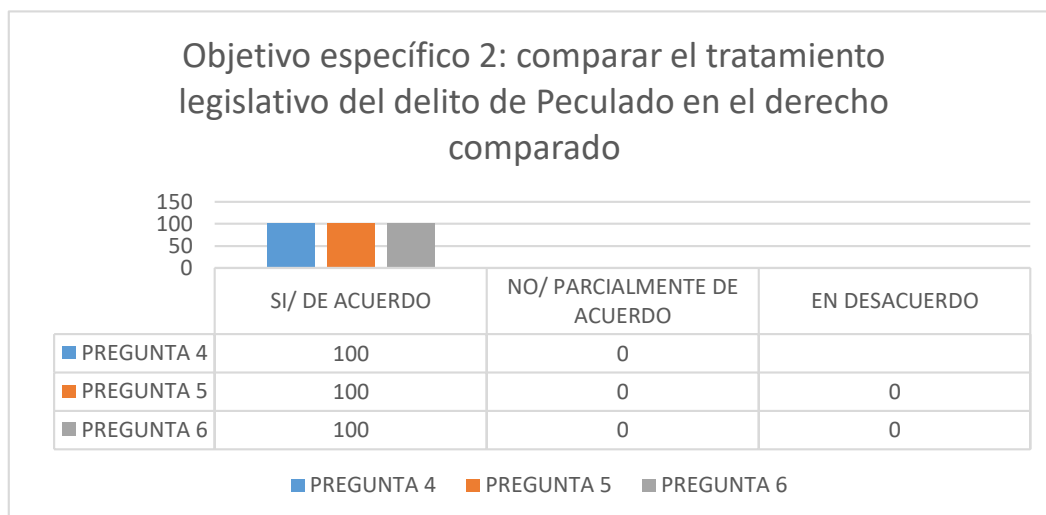 Objetivo específico 2: comparar el tratamiento
legislativo del delito de Peculado en el derecho
comparado
150
100
50
0
SI/ DE ACUERDO
NO/ PARCIALMENTE DE
ACUERDO
EN DESACUERDO
PREGUNTA 4 100 0
PREGUNTA 5 100 0 0
PREGUNTA 6 100 0 0
PREGUNTA 4 PREGUNTA 5 PREGUNTA 6